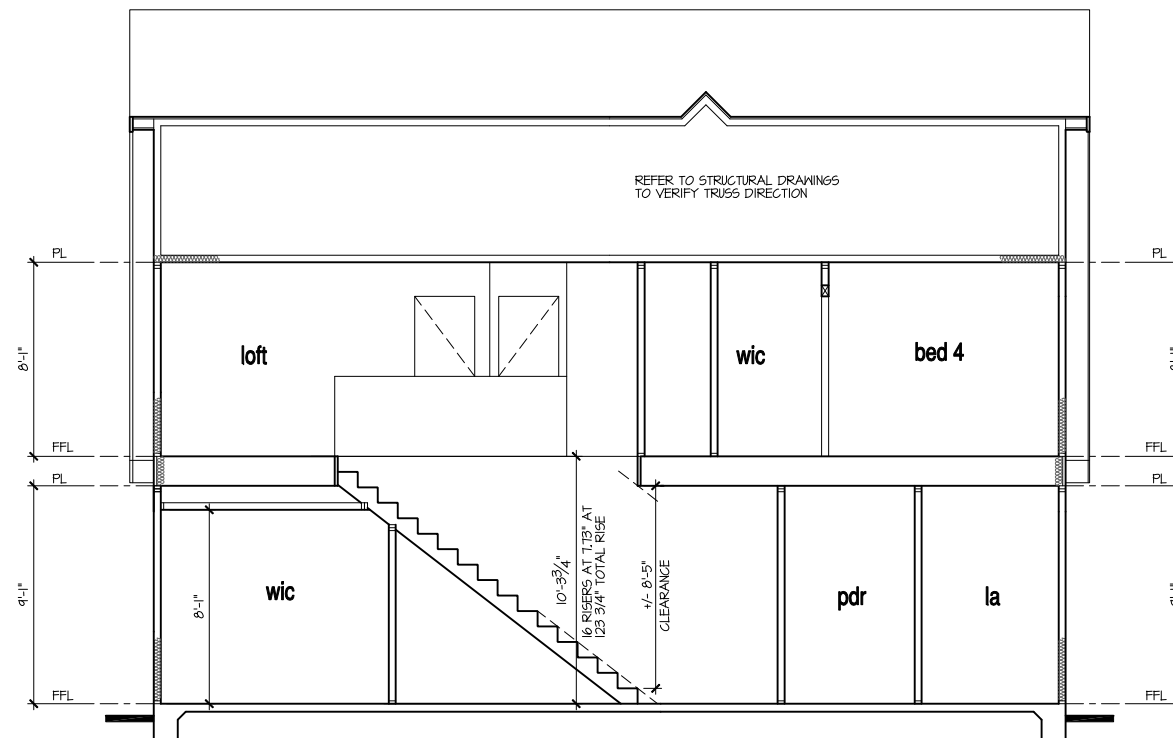 REFER TO STRUCTURAL DRAWINGS
TO VERIFY TRUSS DIRECTION
PL
PL
8'-1"
loft
wic
bed 4
FFL
FFL
PL
PL
9'-1"
8'-1"
wic
10'-3 3/4"
16 RISERS AT 7.73" AT
123 3/4" TOTAL RISE
+/- 8'-5"
CLEARANCE
pdr
la
FFL
FFL